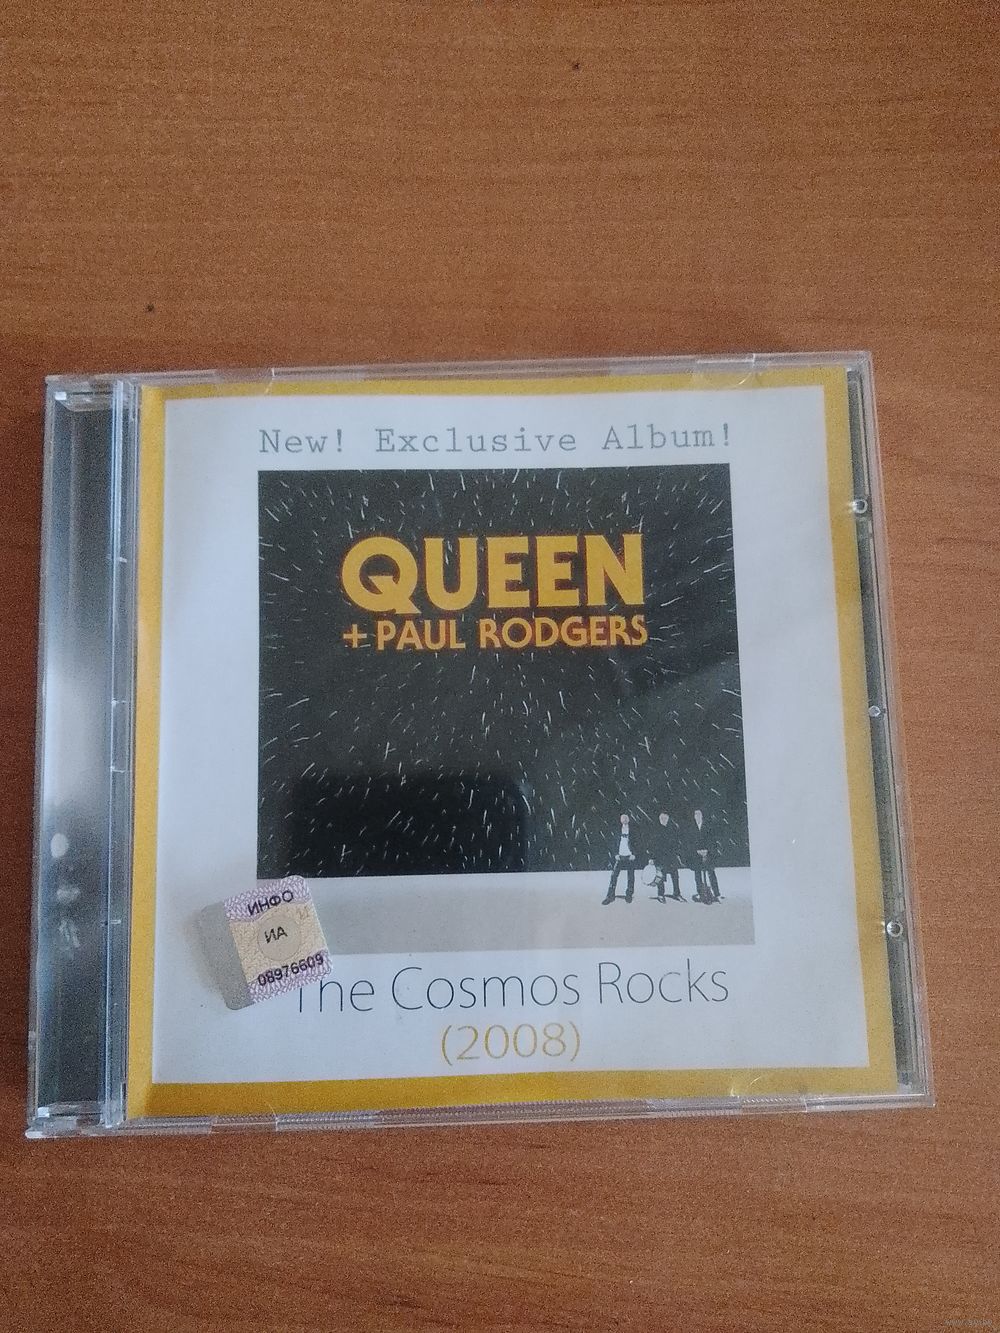 New! Exclusive Album!
QUEEN
+ PAUL RODGERS
ИНФО
ИА
08976609
The Cosmos Rocks
(2008)